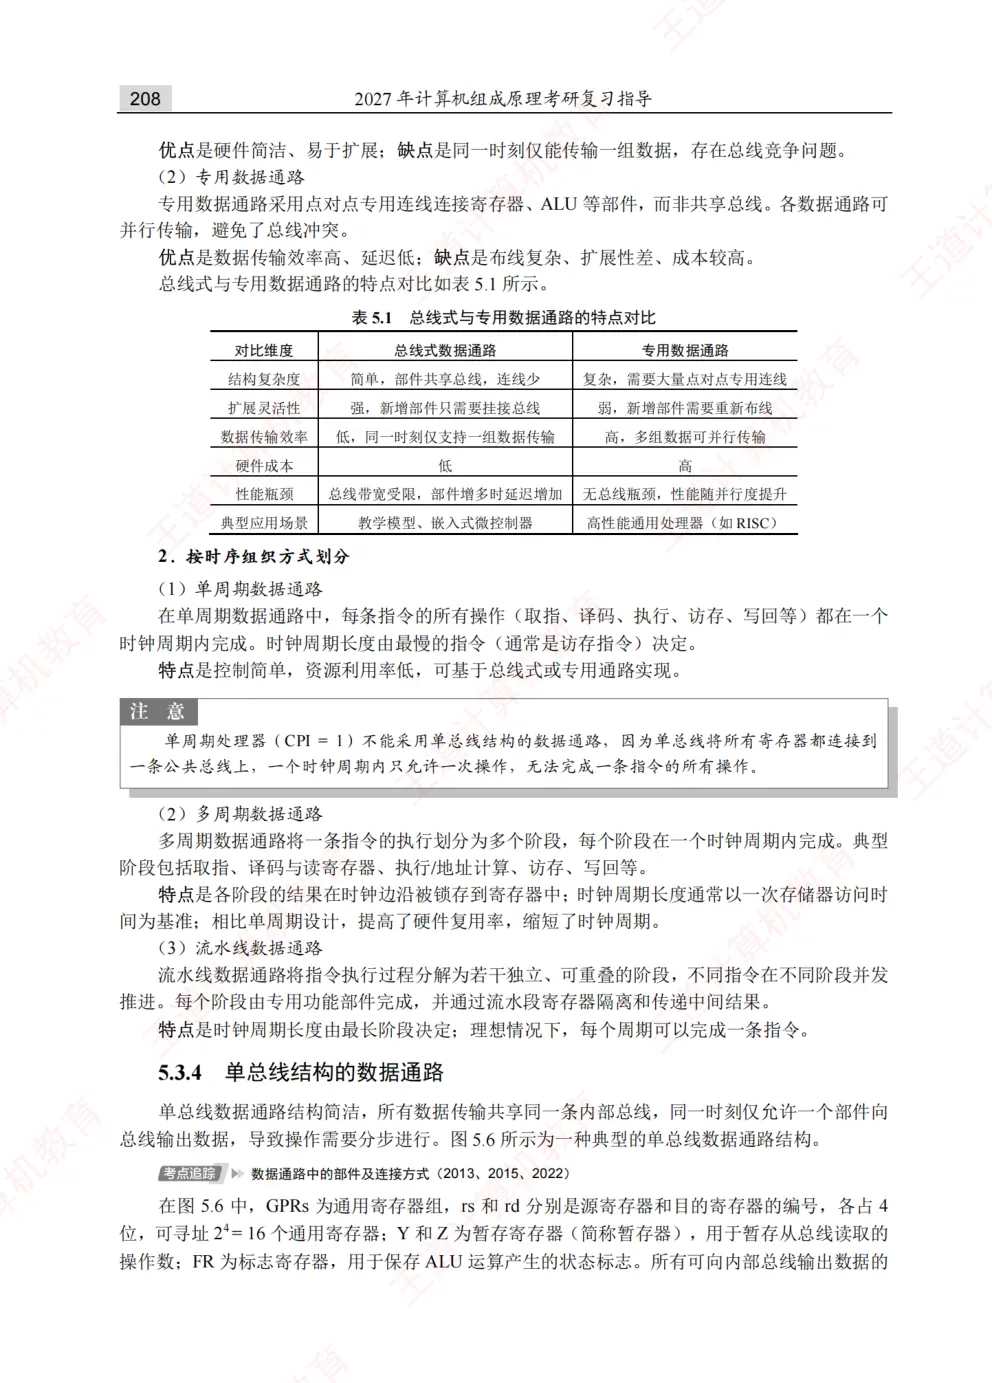 208
2027年计算机组成原理考研复习指导
优点是硬件简洁、易于扩展；缺点是同一时刻仅能传输一组数据，存在总线竞争问题。
（2）专用数据通路
专用数据通路采用点对点专用连线连接寄存器、ALU 等部件，而非共享总线。各数据通路可
并行传输，避免了总线冲突。
优点是数据传输效率高、延迟低；缺点是布线复杂、扩展性差、成本较高。
总线式与专用数据通路的特点对比如表 5.1 所示。
表 5.1 总线式与专用数据通路的特点对比
对比维度 总线式数据通路 专用数据通路
结构复杂度 简单，部件共享总线，连线少 复杂，需要大量点对点专用连线
扩展灵活性 强，新增部件只需要挂接总线 弱，新增部件需要重新布线
数据传输效率 低，同一时刻仅支持一组数据传输 高，多组数据可并行传输
硬件成本 低 高
性能瓶颈 总线带宽受限，部件增多时延迟增加 无总线瓶颈，性能随并行度提升
典型应用场景 教学模型、嵌入式微控制器 高性能通用处理器（如 RISC）
2．按时序组织方式划分
（1）单周期数据通路
在单周期数据通路中，每条指令的所有操作（取指、译码、执行、访存、写回等）都在一个
时钟周期内完成。时钟周期长度由最慢的指令（通常是访存指令）决定。
特点是控制简单，资源利用率低，可基于总线式或专用通路实现。
注 意
单周期处理器（CPI = 1）不能采用单总线结构的数据通路，因为单总线将所有寄存器都连接到
一条公共总线上，一个时钟周期内只允许一次操作，无法完成一条指令的所有操作。
（2）多周期数据通路
多周期数据通路将一条指令的执行划分为多个阶段，每个阶段在一个时钟周期内完成。典型
阶段包括取指、译码与读寄存器、执行/地址计算、访存、写回等。
特点是各阶段的结果在时钟边沿被锁存到寄存器中；时钟周期长度通常以一次存储器访问时
间为基准；相比单周期设计，提高了硬件复用率，缩短了时钟周期。
（3）流水线数据通路
流水线数据通路将指令执行过程分解为若干独立、可重叠的阶段，不同指令在不同阶段并发
推进。每个阶段由专用功能部件完成，并通过流水段寄存器隔离和传递中间结果。
特点是时钟周期长度由最长阶段决定；理想情况下，每个周期可以完成一条指令。
5.3.4 单总线结构的数据通路
单总线数据通路结构简洁，所有数据传输共享同一条内部总线，同一时刻仅允许一个部件向
总线输出数据，导致操作需要分步进行。图 5.6 所示为一种典型的单总线数据通路结构。
考点追踪 数据通路中的部件及连接方式（2013、2015、2022）
在图 5.6 中，GPRs 为通用寄存器组，rs 和 rd 分别是源寄存器和目的寄存器的编号，各占 4
位，可寻址 2⁴ = 16 个通用寄存器；Y 和 Z 为暂存寄存器（简称暂存器），用于暂存从总线读取的
操作数；FR 为标志寄存器，用于保存 ALU 运算产生的状态标志。所有可向内部总线输出数据的
王道计算机教育